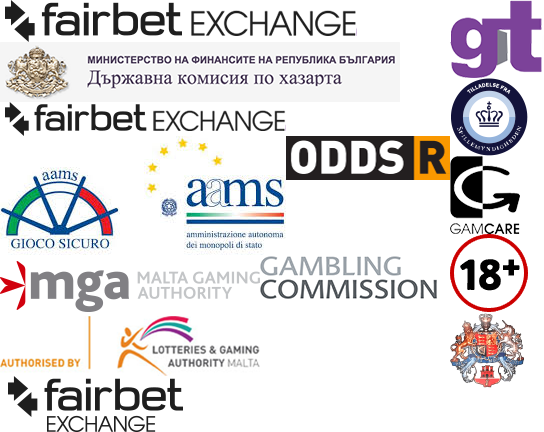 fairbet EXCHANGE
gt
МИНИСТЕРСТВО НА ФИНАНСИТЕ НА РЕПУБЛИКА БЪЛГАРИЯ
Държавна комисия по хазарта
TILLADELSE FRA
SPILLEMYNDIGHEDEN
fairbet EXCHANGE
ODDS R
aams
GIOCO SICURO
aams
amministrazione autonoma
dei monopoli di stato
GAMCARE
mga MALTA GAMING
AUTHORITY
GAMBLING
COMMISSION
18+
AUTHORISED BY
LOTTERIES & GAMING
AUTHORITY MALTA
fairbet
EXCHANGE